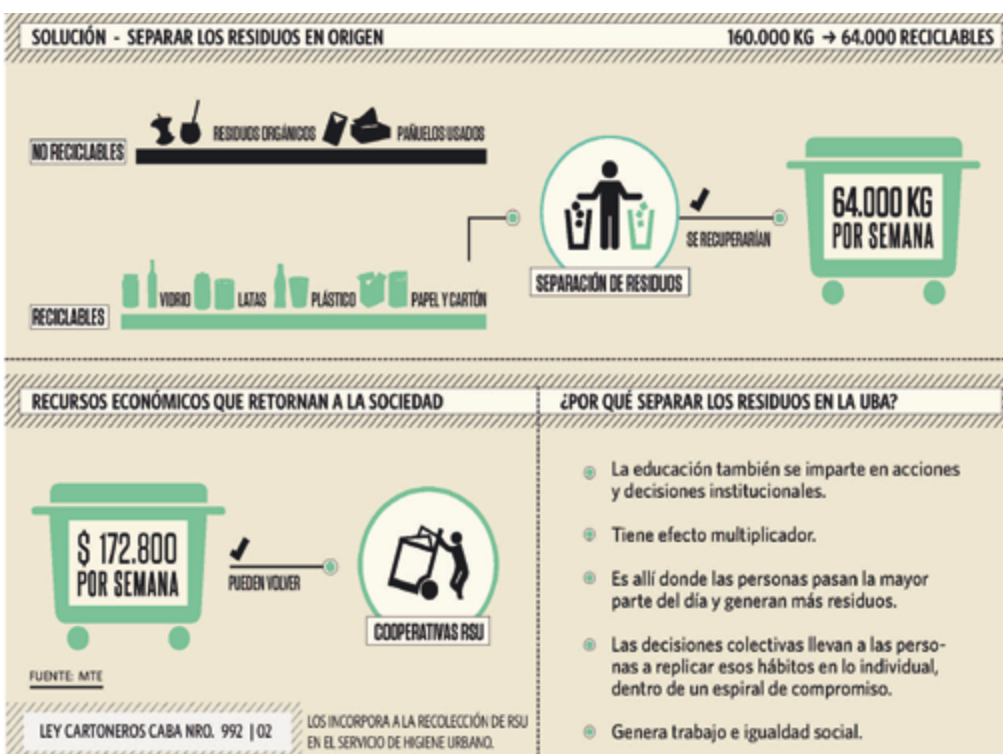 SOLUCIÓN - SEPARAR LOS RESIDUOS EN ORIGEN
160.000 KG → 64.000 RECICLABLES
NO RECICLABLES
RESIDUOS ORGÁNICOS
PAÑUELOS USADOS
RECICLABLES
VIDRIO
LATAS
PLÁSTICO
PAPEL Y CARTÓN
SEPARACIÓN DE RESIDUOS
SE RECUPERARÍAN
64.000 KG
POR SEMANA
RECURSOS ECONÓMICOS QUE RETORNAN A LA SOCIEDAD
$ 172.800
POR SEMANA
PUEDEN VOLVER
COOPERATIVAS RSU
FUENTE: MTE
LEY CARTONEROS CABA NRO. 992 | 02
LOS INCORPORA A LA RECOLECCIÓN DE RSU
EN EL SERVICIO DE HIGIENE URBANO.
¿POR QUÉ SEPARAR LOS RESIDUOS EN LA UBA?
La educación también se imparte en acciones
y decisiones institucionales.
Tiene efecto multiplicador.
Es allí donde las personas pasan la mayor
parte del día y generan más residuos.
Las decisiones colectivas llevan a las perso-
nas a replicar esos hábitos en lo individual,
dentro de un espiral de compromiso.
Genera trabajo e igualdad social.